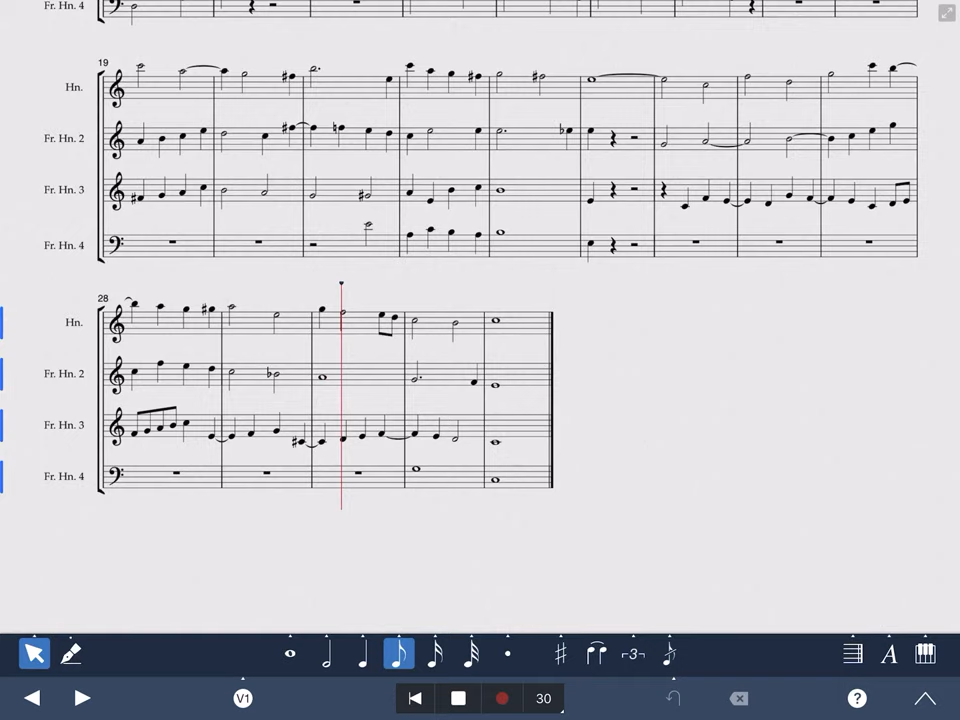 Fr. Hn. 4
19
Hn.
Fr. Hn. 2
Fr. Hn. 3
Fr. Hn. 4
28
Hn.
Fr. Hn. 2
Fr. Hn. 3
Fr. Hn. 4
3 A
V1 30 ?